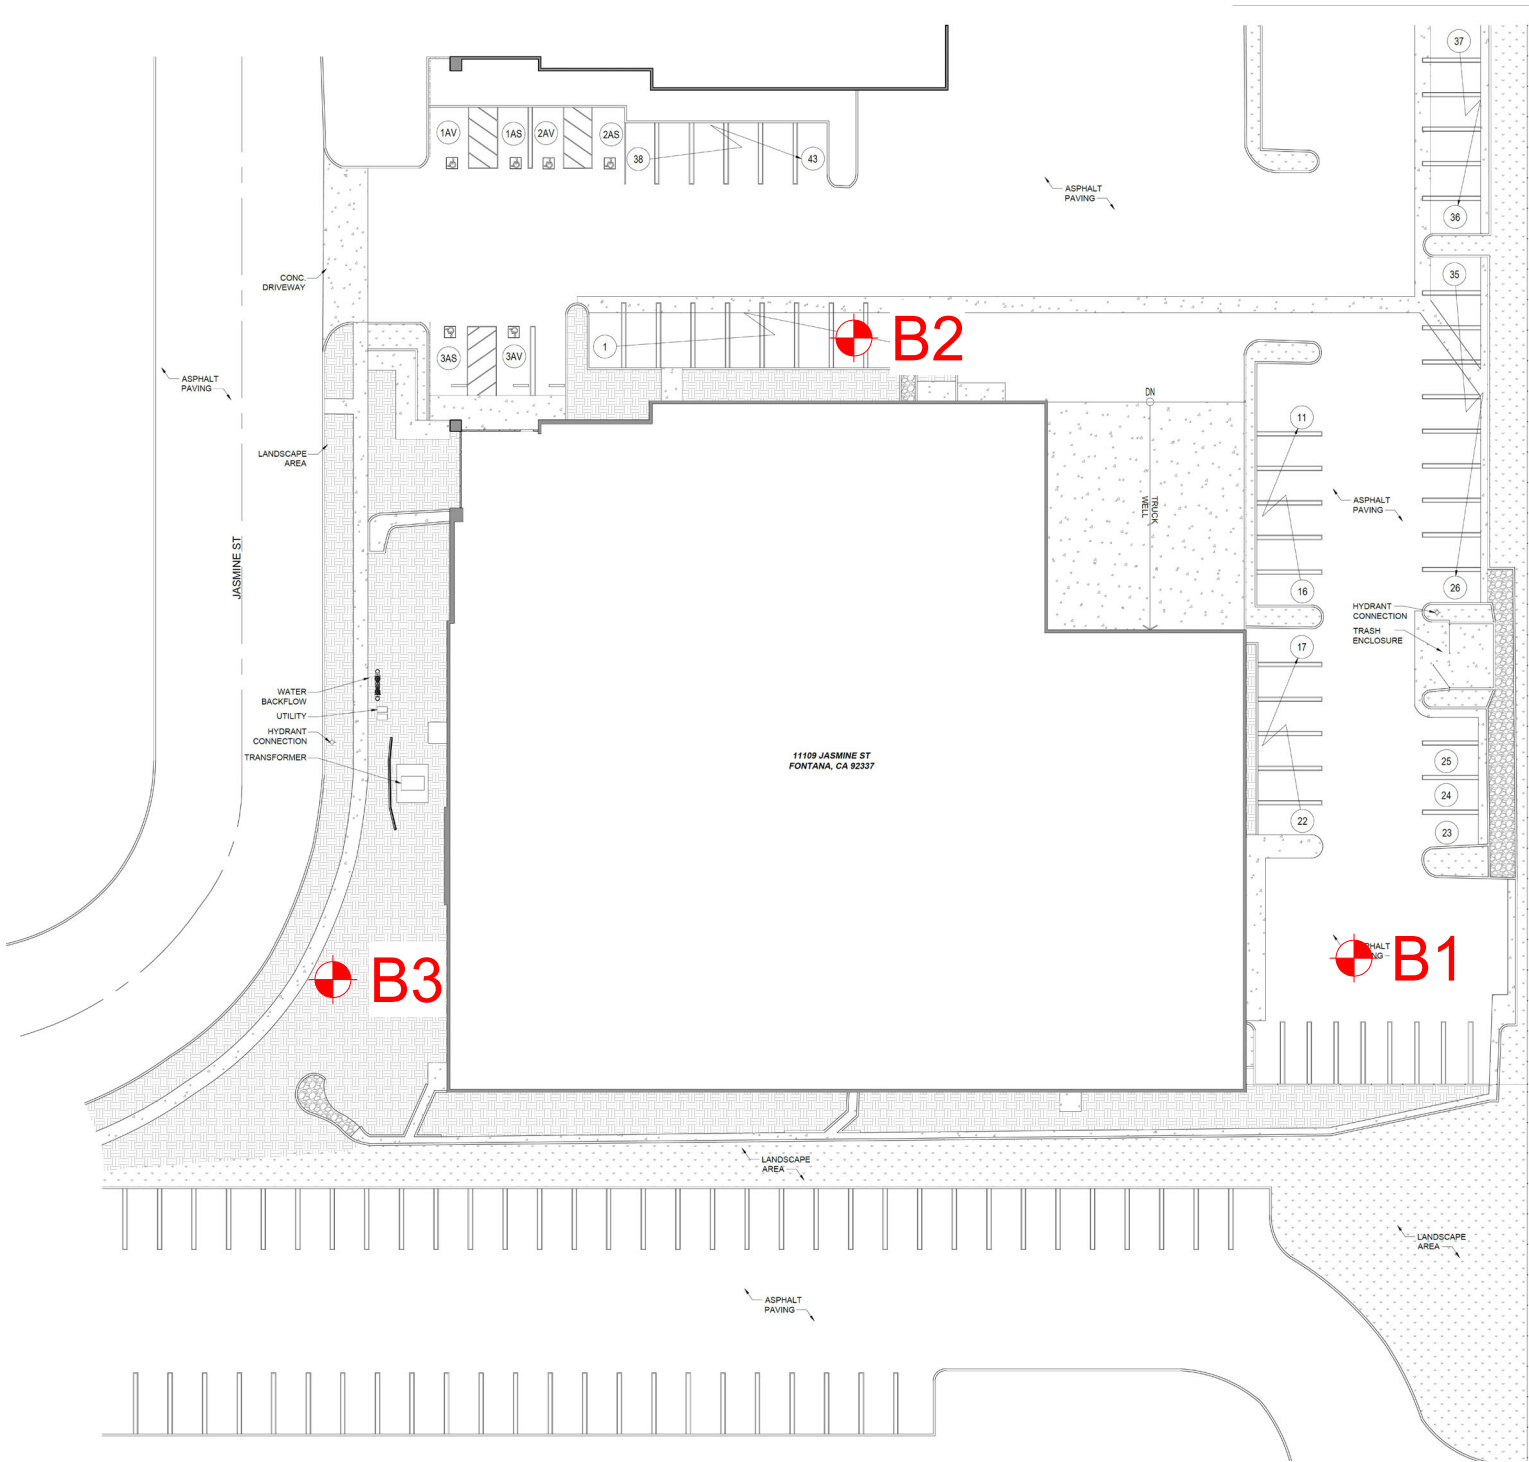 37
1AV
1AS
2AV
2AS
38
43
ASPHALT
PAVING
36
CONC.
DRIVEWAY
35
1
B2
3AS
3AV
ASPHALT
PAVING
DN
11
LANDSCAPE
AREA
TRUCK
WELL
ASPHALT
PAVING
JASMINE ST
16
26
HYDRANT
CONNECTION
TRASH
ENCLOSURE
17
WATER
BACKFLOW
UTILITY
HYDRANT
CONNECTION
TRANSFORMER
11109 JASMINE ST
FONTANA, CA 92337
25
24
22
23
B3
B1
LANDSCAPE
AREA
LANDSCAPE
AREA
ASPHALT
PAVING